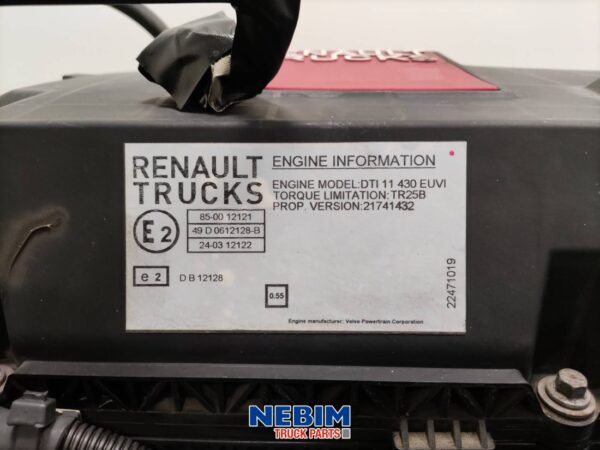 RENAULT
TRUCKS
ENGINE INFORMATION
ENGINE MODEL:DTI 11 430 EUVI
TORQUE LIMITATION:TR25B
PROP. VERSION:21741432
E2
85-00 12121
49 D 0612128-B
24-03 12122
e 2
D B 12128
0.55
22471019
Engine manufacturer: Volvo Powertrain Corporation
NEBIM
TRUCK PARTS